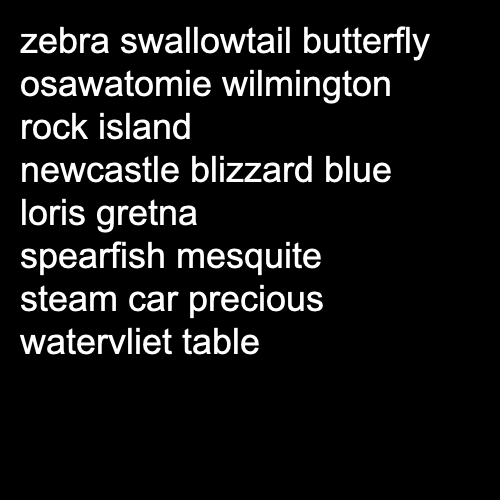 zebra swallowtail butterfly
osawatomie wilmington
rock island
newcastle blizzard blue
loris gretna
spearfish mesquite
steam car precious
watervliet table